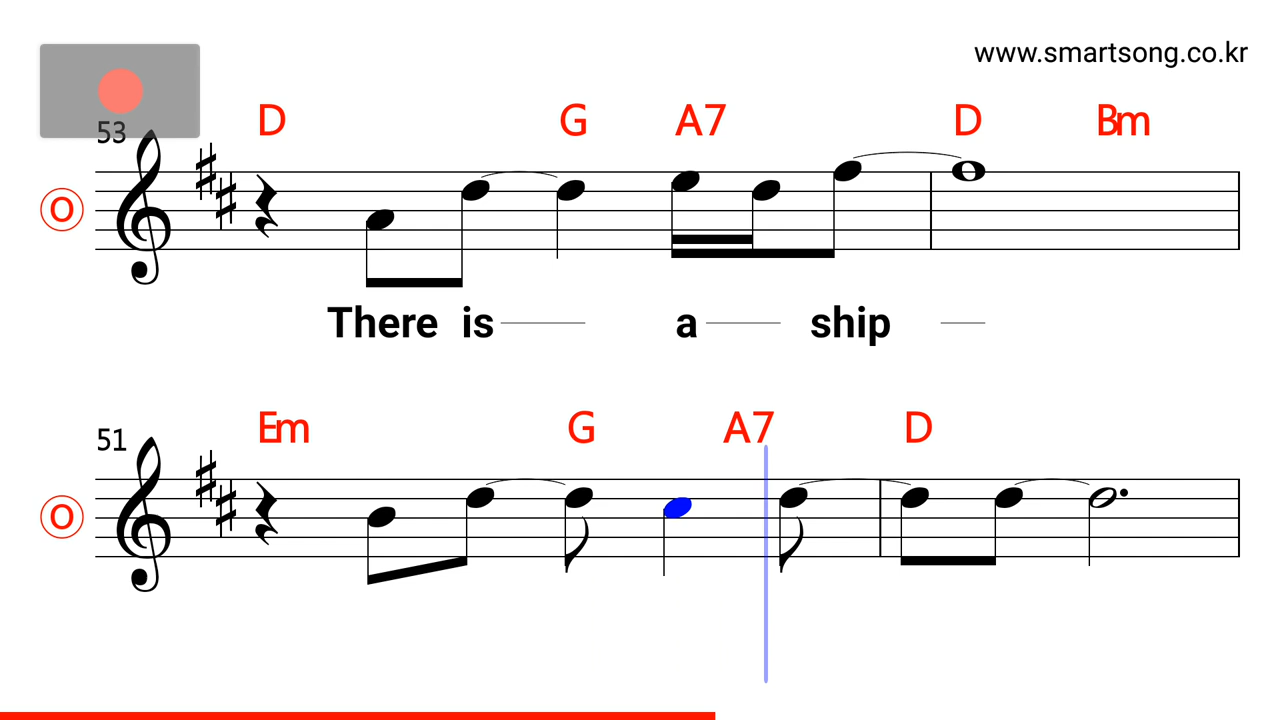 www.smartsong.co.kr
53
D G A7 D Bm
O
There is a ship
51
Em G A7 D
O